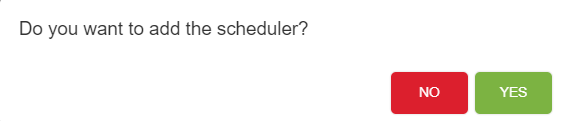 Do you want to add the scheduler?
NO YES